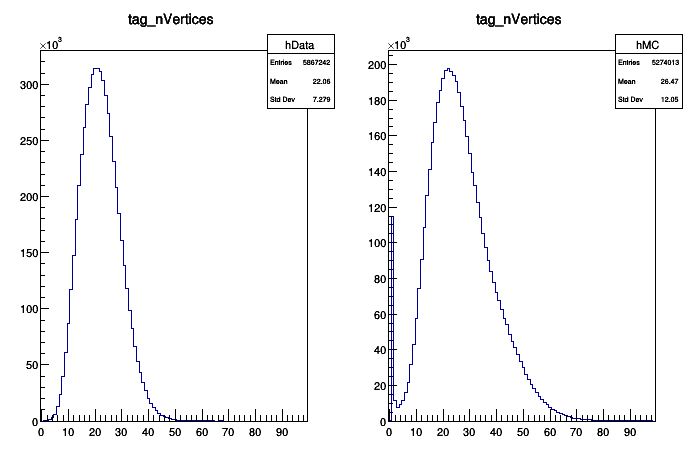 tag_nVertices
×10³
hData
Entries 5867242
Mean 22.06
Std Dev 7.279
300
250
200
150
100
50
0
0 10 20 30 40 50 60 70 80 90
tag_nVertices
×10³
hMC
Entries 5274013
Mean 26.47
Std Dev 12.05
200
180
160
140
120
100
80
60
40
20
0
0 10 20 30 40 50 60 70 80 90